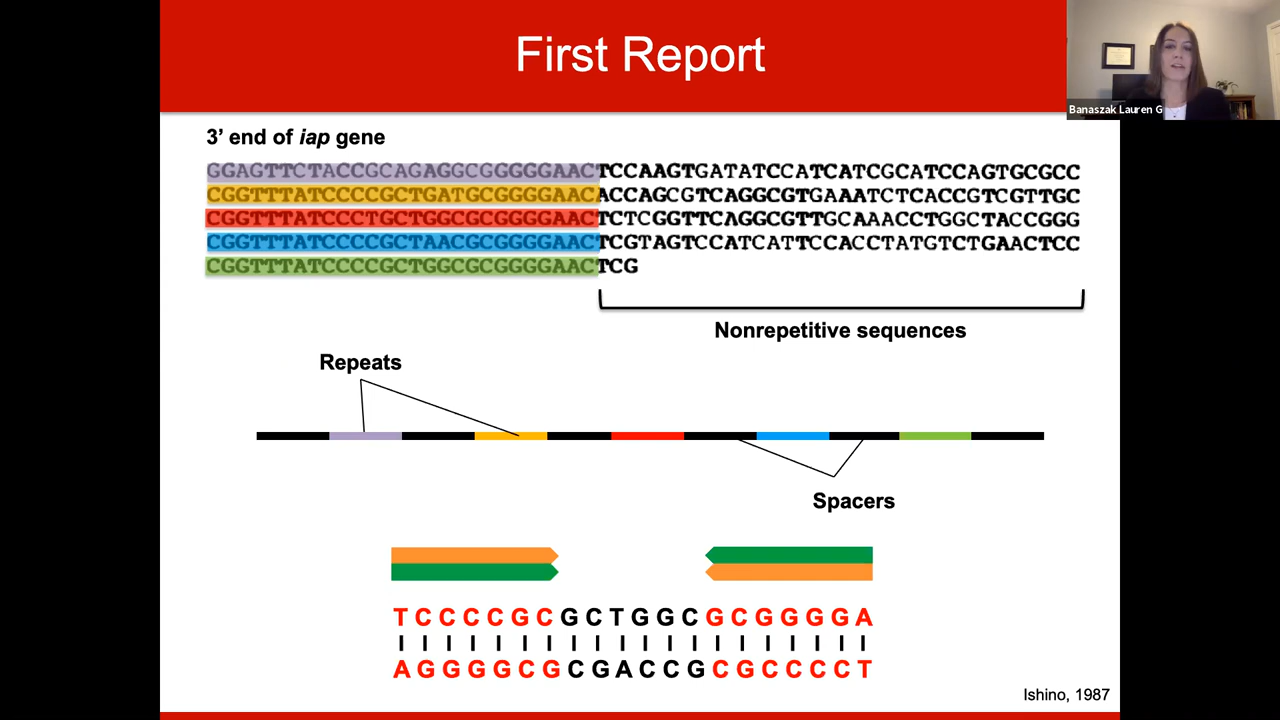 First Report
Banaszak Lauren G
3’ end of iap gene
GGAGTTCTACCGCAGAGGCGGGGGAACTCCAAGTGATATCCATCATCGCATCCAGTGCGCC
CGGTTTATCCCCGCTGATGCGGGGAACACCAGCGTCAGGCGTGAAATCTCACCGTCGTTGC
CGGTTTATCCCTGCTGGCGCGGGGAACTCTCGGTTCAGGCGTTGCAAACCTGGCTACCGGG
CGGTTTATCCCCGCTAACGCGGGGAACTCGTAGTCCATCATTCCACCTATGTCTGAACTCC
CGGTTTATCCCCGCTGGCGCGGGGAACTCG
Nonrepetitive sequences
Repeats
Spacers
TCCCCGCGCTGGCGCGGGGA
AGGGGCGCGACCGCGCCCCT
Ishino, 1987